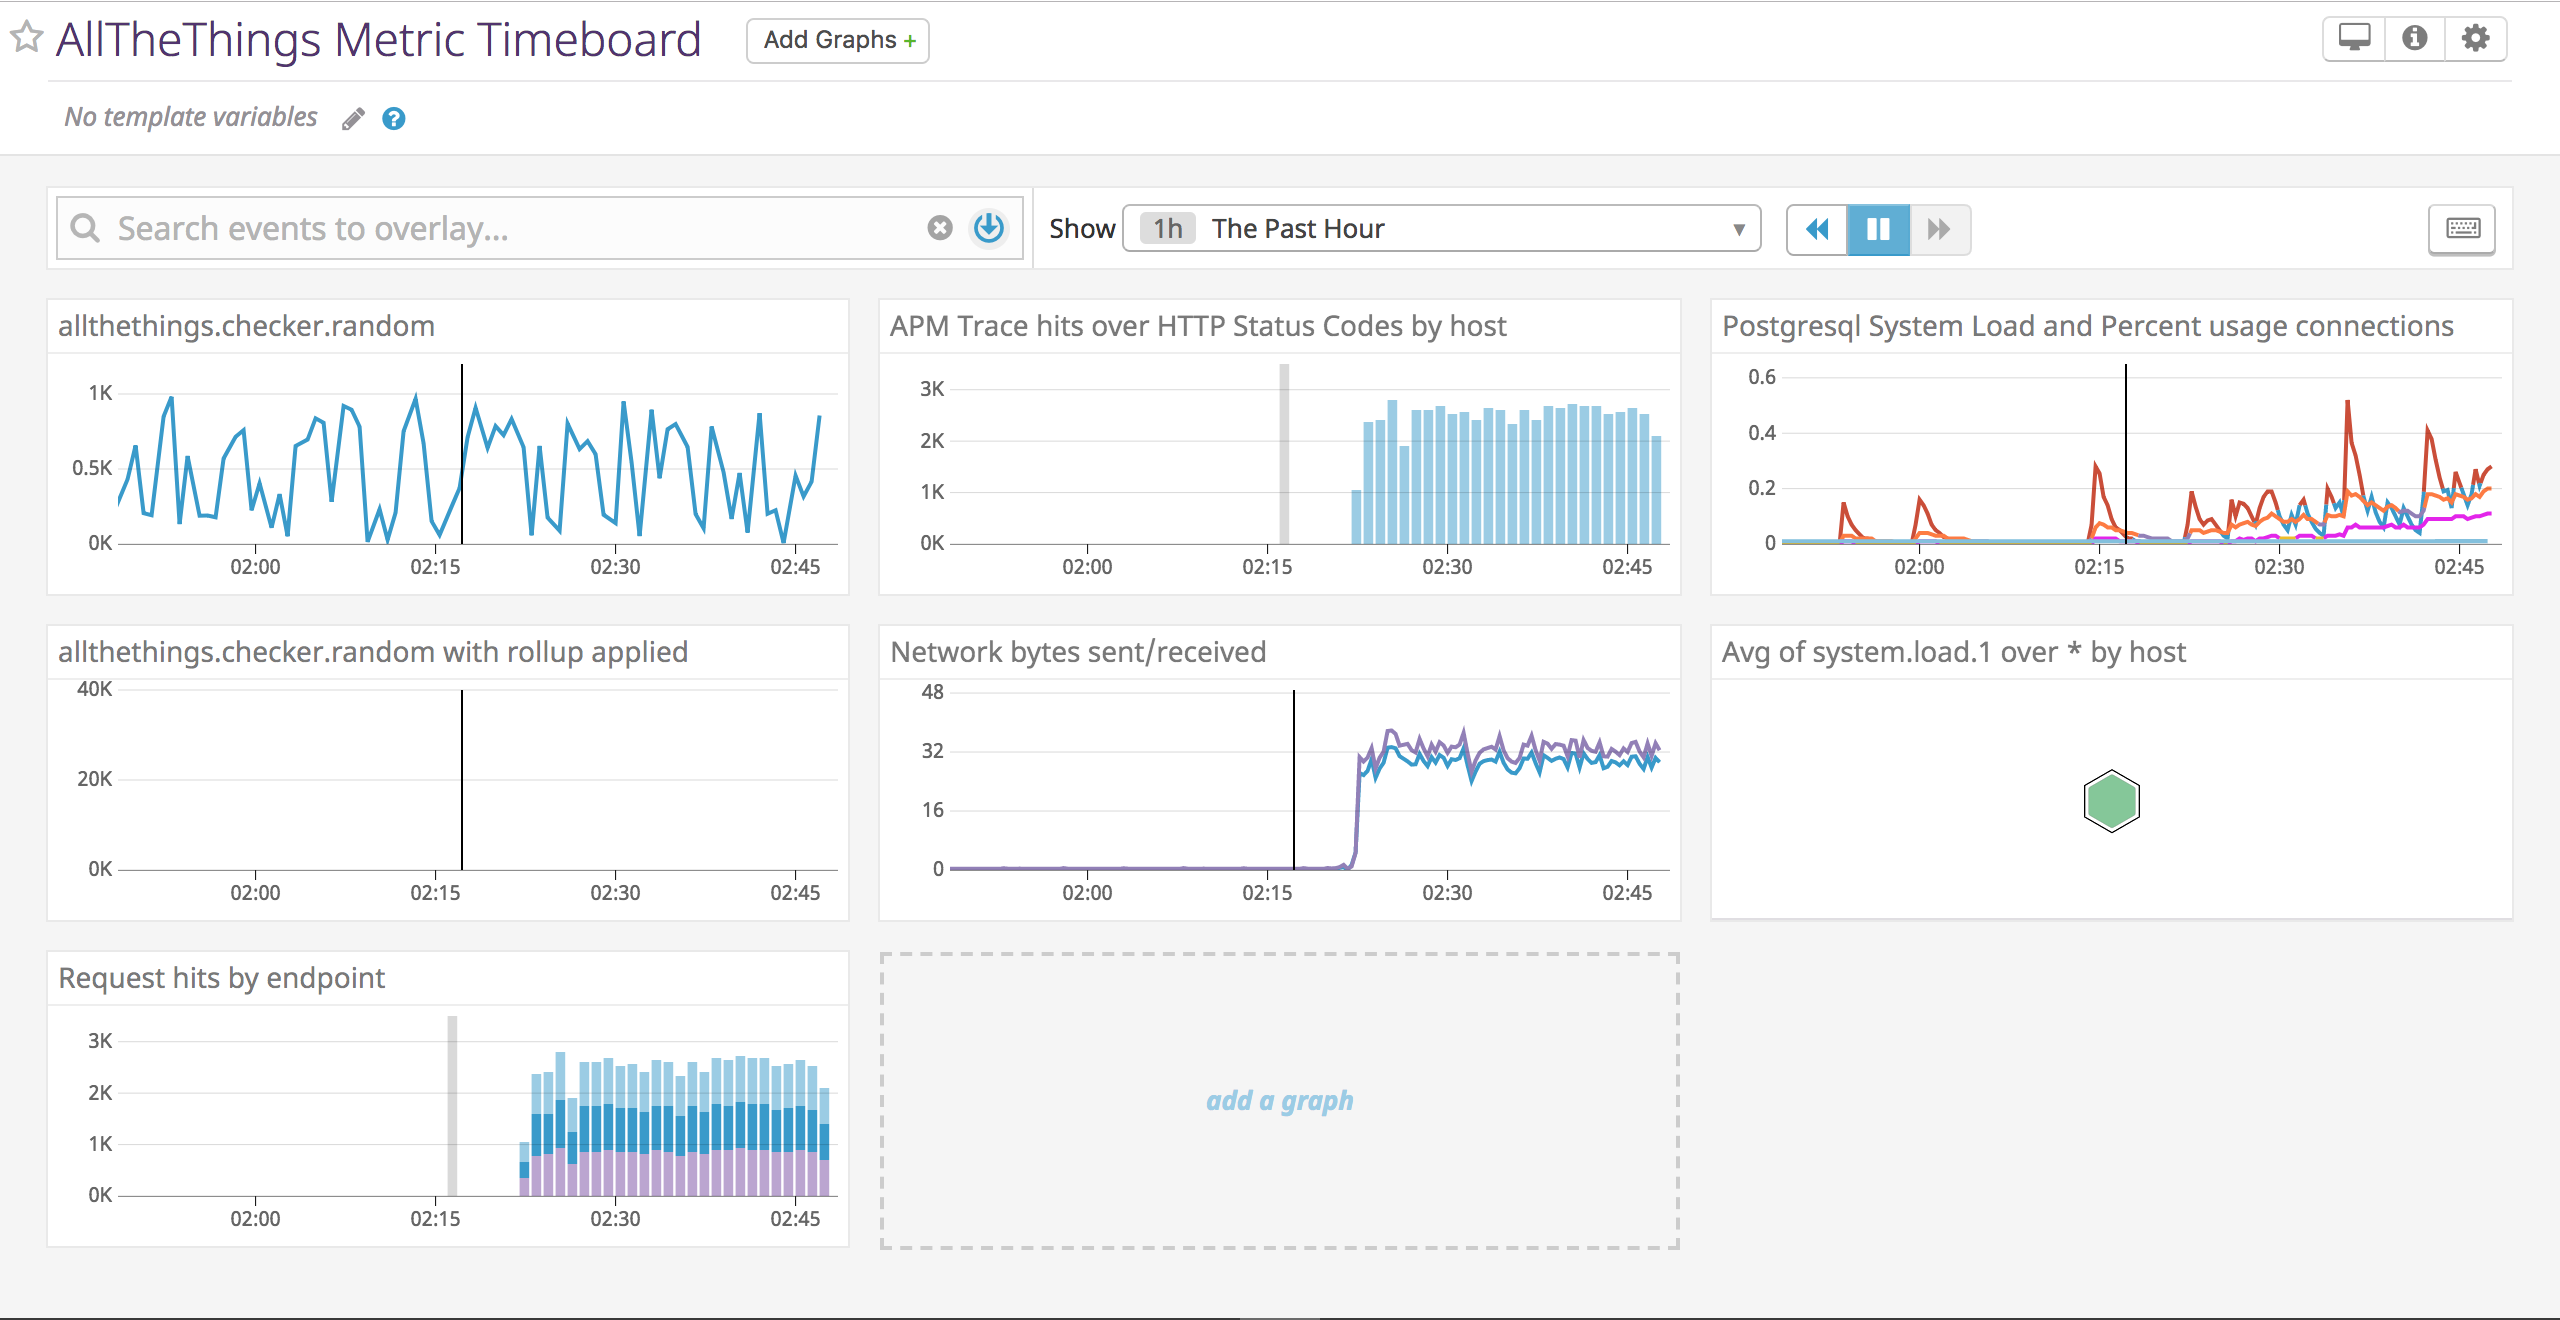 AllTheThings Metric Timeboard
Add Graphs +
No template variables
Search events to overlay...
Show
1h The Past Hour
allthethings.checker.random
1K
0.5K
0K
02:00 02:15 02:30 02:45
APM Trace hits over HTTP Status Codes by host
3K
2K
1K
0K
02:00 02:15 02:30 02:45
Postgresql System Load and Percent usage connections
0.6
0.4
0.2
0
02:00 02:15 02:30 02:45
allthethings.checker.random with rollup applied
40K
20K
0K
02:00 02:15 02:30 02:45
Network bytes sent/received
48
32
16
0
02:00 02:15 02:30 02:45
Avg of system.load.1 over * by host
Request hits by endpoint
3K
2K
1K
0K
02:00 02:15 02:30 02:45
add a graph